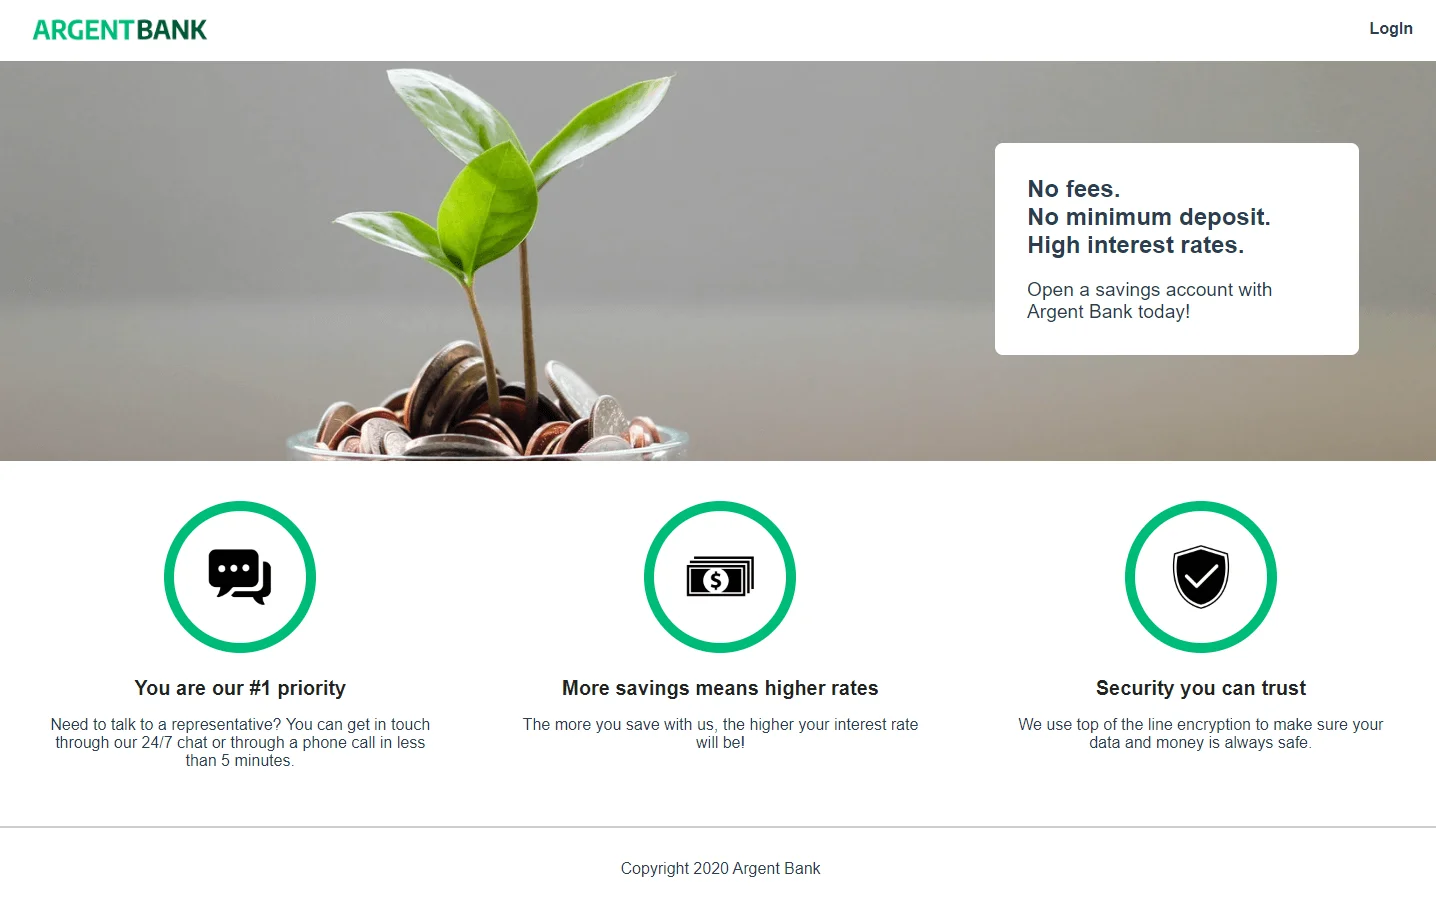 ARGENTBANK
LogIn
No fees.
No minimum deposit.
High interest rates.
Open a savings account with
Argent Bank today!
$
You are our #1 priority
Need to talk to a representative? You can get in touch
through our 24/7 chat or through a phone call in less
than 5 minutes.
More savings means higher rates
The more you save with us, the higher your interest rate
will be!
Security you can trust
We use top of the line encryption to make sure your
data and money is always safe.
Copyright 2020 Argent Bank